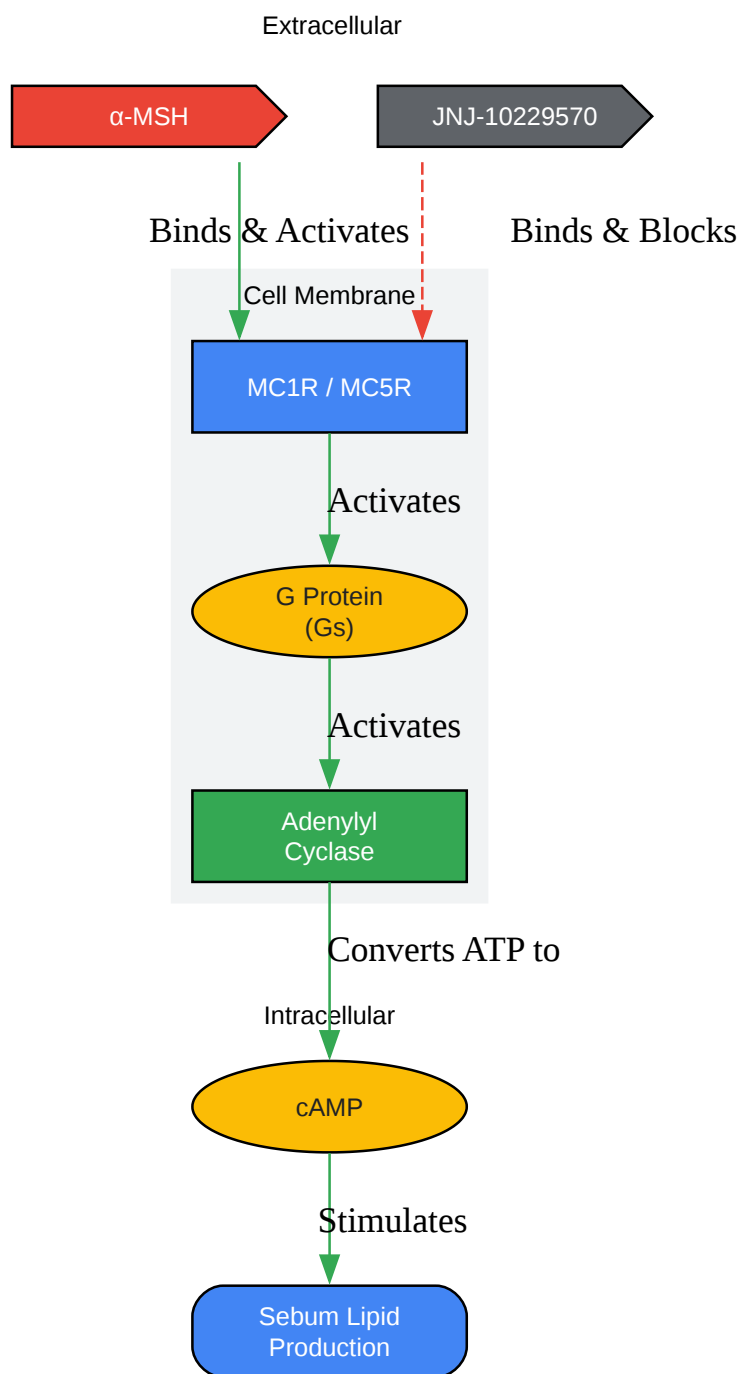 Extracellular
α-MSH
JNJ-10229570
Binds & Activates
Binds & Blocks
Cell Membrane
MC1R / MC5R
Activates
G Protein
(Gs)
Activates
Adenylyl
Cyclase
Converts ATP to
Intracellular
cAMP
Stimulates
Sebum Lipid
Production